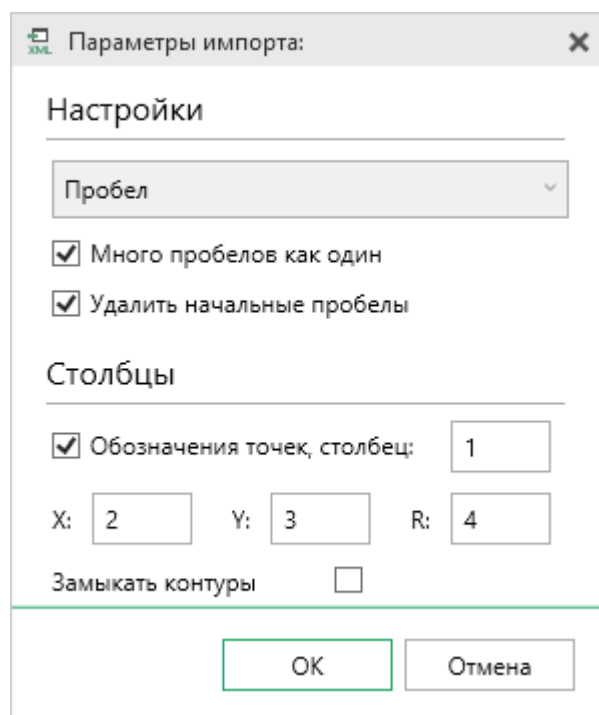 XML Параметры импорта:
Настройки
Пробел
Много пробелов как один
Удалить начальные пробелы
Столбцы
Обозначения точек, столбец: 1
X: 2 Y: 3 R: 4
Замыкать контуры
OK Отмена